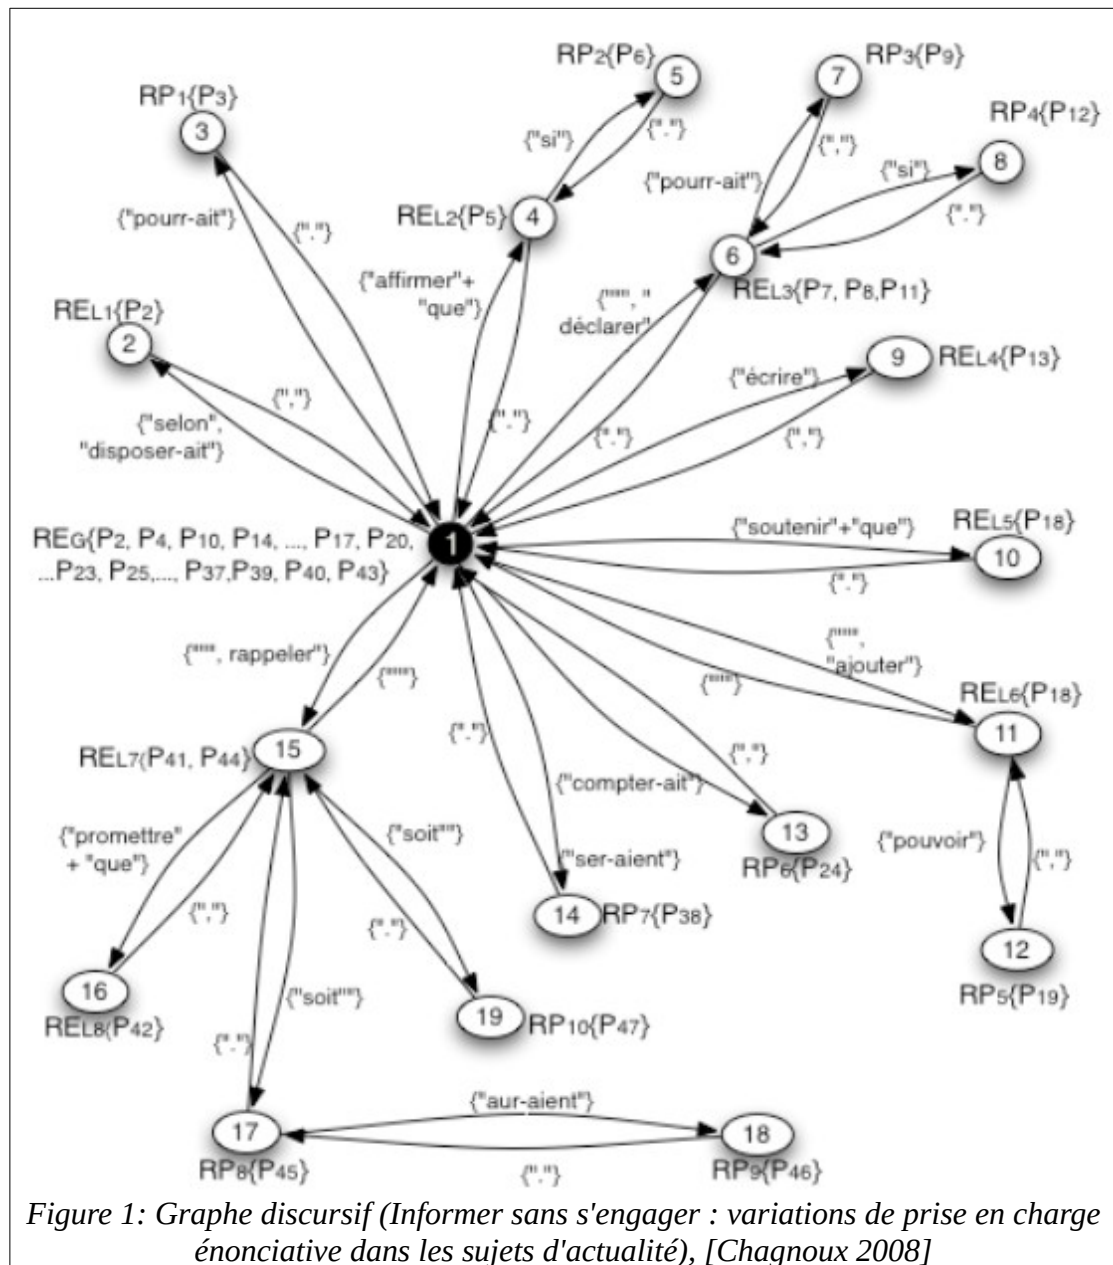 RP2{P6}
5
RP3{P9}
7
RP1{P3}
3
RP4{P12}
8
{"si"}
{"."}
{","}
{"si"}
{"pourr-ait"}
{"."}
{"pourr-ait"}
{"."}
REL2{P5}
4
6
REL3{P7, P8,P11}
{"affirmer"+
"que"}
{""", "
déclarer"
REL1{P2}
2
9
REL4{P13}
{"écrire"}
{","}
{"selon",
"disposer-ait"}
{"."}
{"."}
{","}
REG{P2, P4, P10, P14, ..., P17, P20,
...P23, P25,..., P37,P39, P40, P43}
1
{"soutenir"+"que"}
REL5{P18}
10
{"."}
{""", rappeler"}
{"""}
{""",
"ajouter"}
{"""}
REL6{P18}
11
{"."}
{","}
REL7(P41, P44}
15
{"compter-ait"}
{"promettre"
+ "que"}
{"soit""}
13
RP6{P24}
{"pouvoir"}
{","}
{"ser-aient"}
14
RP7{P38}
{","}
{"."}
12
RP5{P19}
16
REL8(P42}
{"soit""}
19
RP10{P47}
{"."}
{"aur-aient"}
17
RP8{P45}
18
RP9{P46}
{"."}
Figure 1: Graphe discursif (Informer sans s'engager : variations de prise en charge
énonciative dans les sujets d'actualité), [Chagnoux 2008]